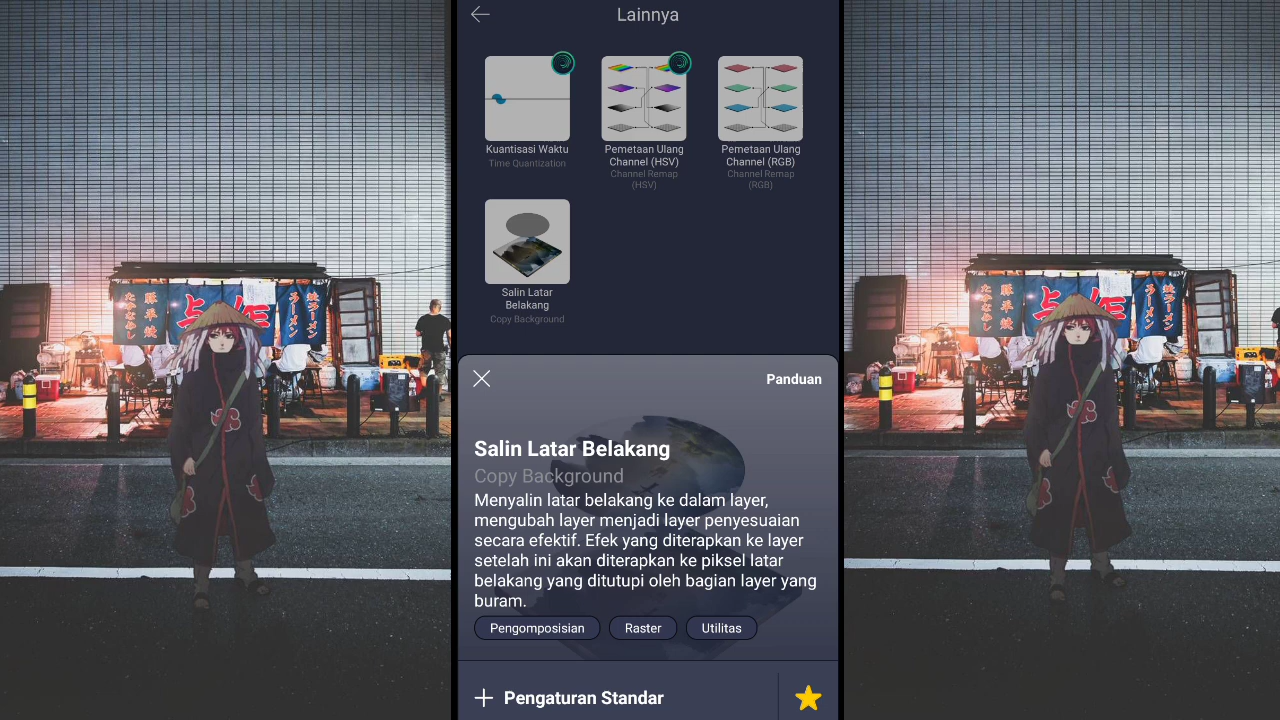 Lainnya
Kuantisasi Waktu
Time Quantization
Pemetaan Ulang
Channel (HSV)
Channel Remap
(HSV)
Pemetaan Ulang
Channel (RGB)
Channel Remap
(RGB)
Salin Latar
Belakang
Copy Background
Panduan
Salin Latar Belakang
Copy Background
Menyalin latar belakang ke dalam layer,
mengubah layer menjadi layer penyesuaian
secara efektif. Efek yang diterapkan ke layer
setelah ini akan diterapkan ke piksel latar
belakang yang ditutupi oleh bagian layer yang
buram.
Pengomposisian
Raster
Utilitas
Pengaturan Standar